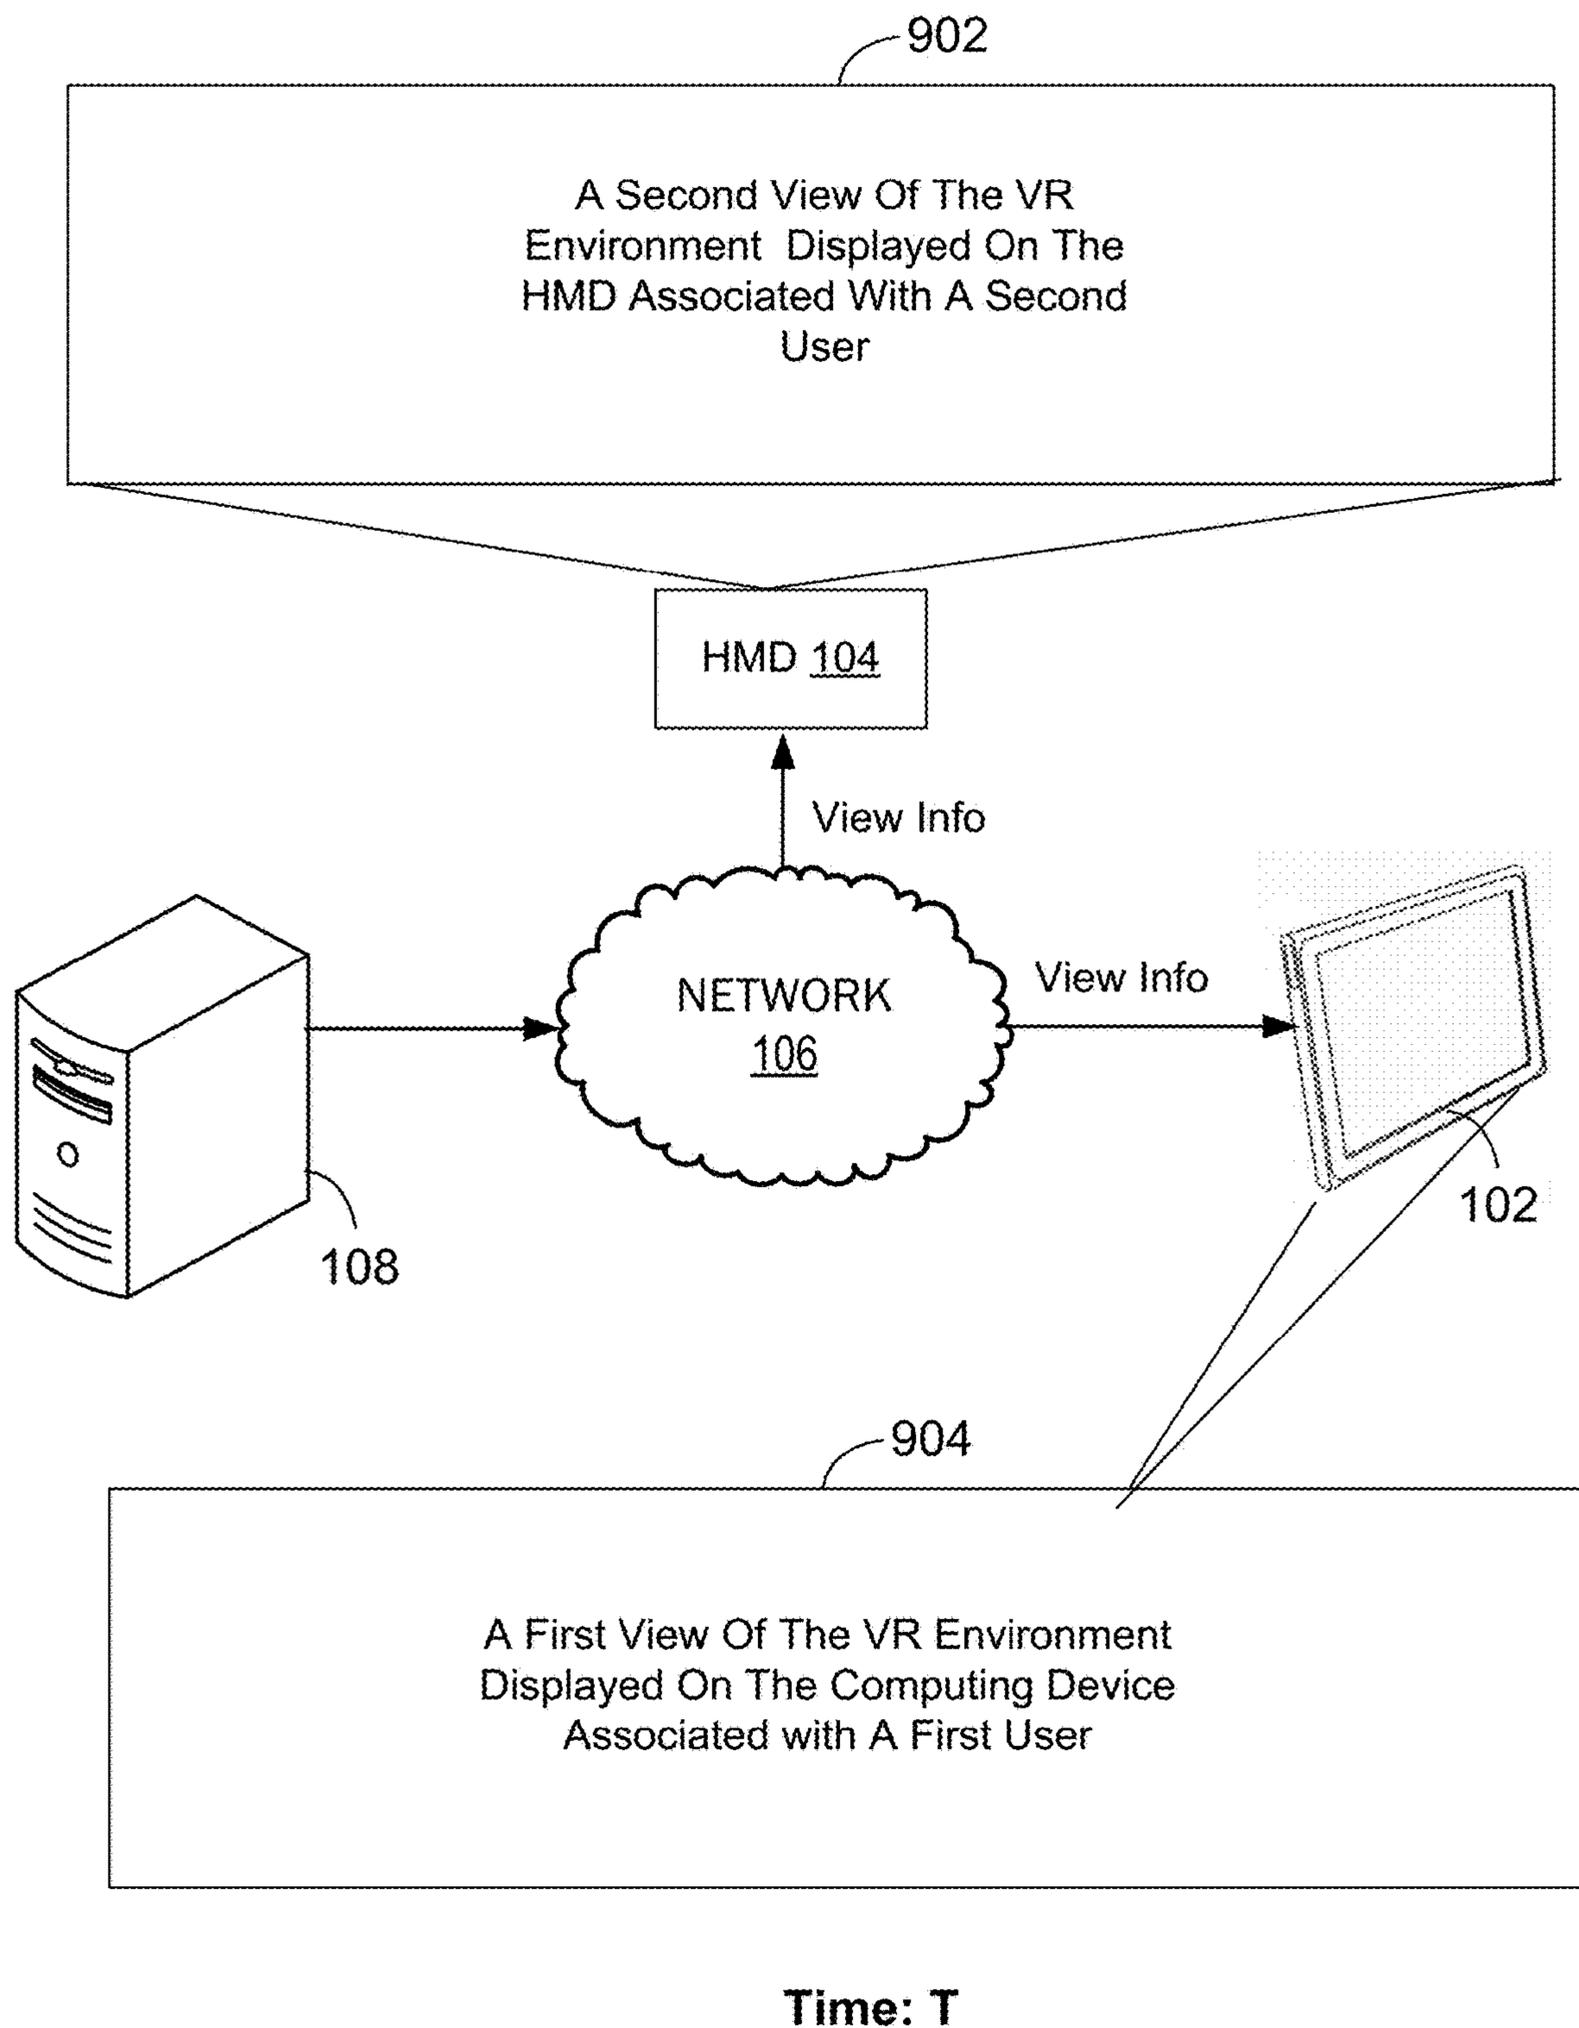 902
A Second View Of The VR
Environment Displayed On The
HMD Associated With A Second
User
HMD 104
View Info
NETWORK
106
View Info
102
108
904
A First View Of The VR Environment
Displayed On The Computing Device
Associated with A First User
Time: T